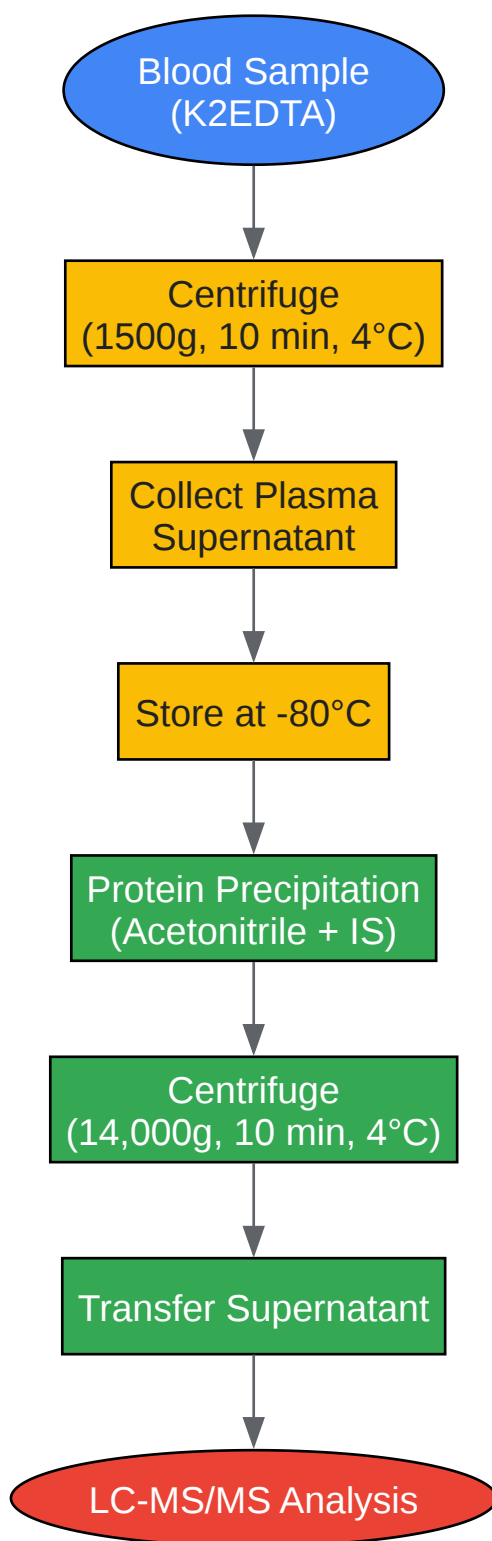 Blood Sample
(K2EDTA)
Centrifuge
(1500g, 10 min, 4°C)
Collect Plasma
Supernatant
Store at -80°C
Protein Precipitation
(Acetonitrile + IS)
Centrifuge
(14,000g, 10 min, 4°C)
Transfer Supernatant
LC-MS/MS Analysis